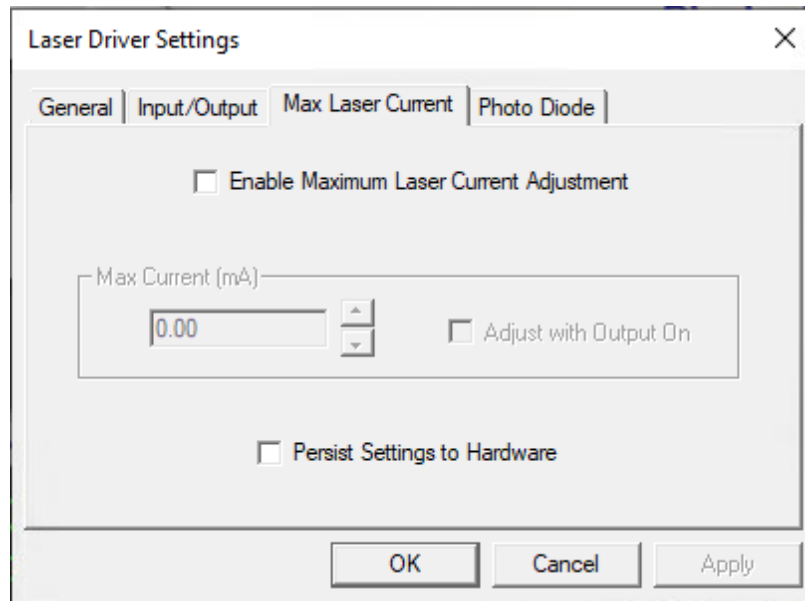 Laser Driver Settings
General Input/Output Max Laser Current Photo Diode
Enable Maximum Laser Current Adjustment
Max Current (mA)
0.00
Adjust with Output On
Persist Settings to Hardware
OK Cancel Apply